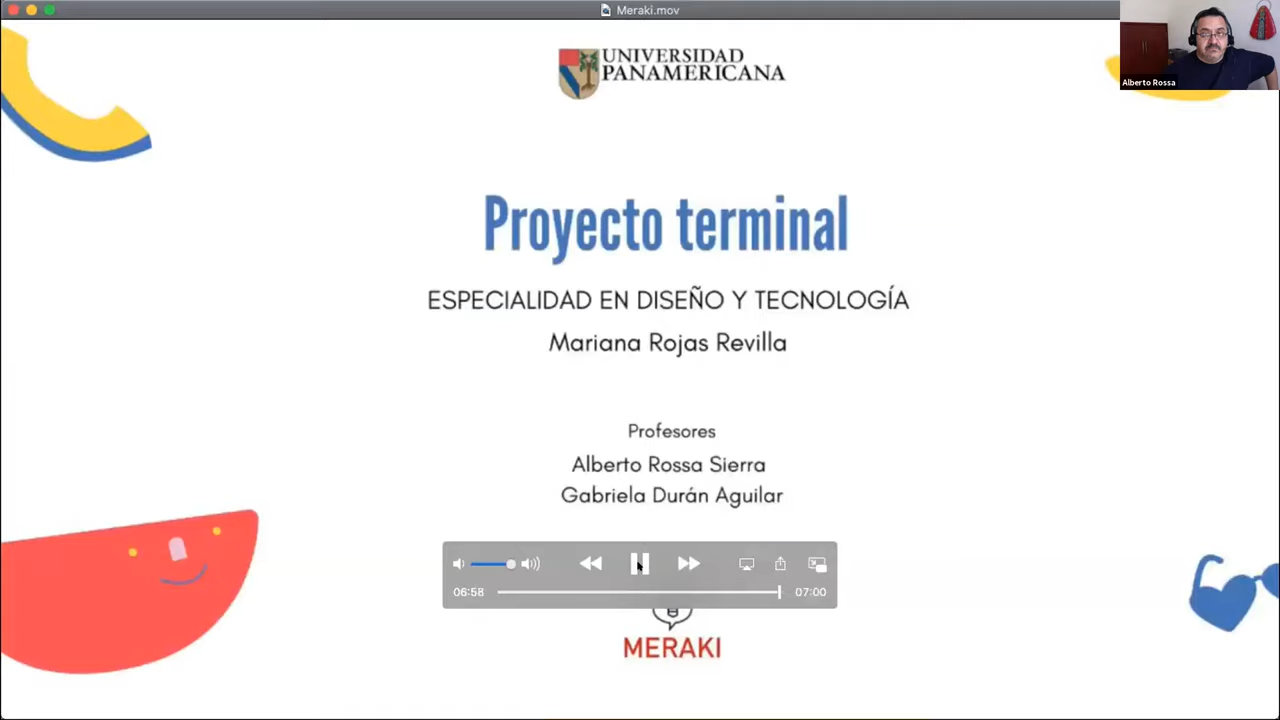 Meraki.mov
Alberto Rossa
UNIVERSIDAD
PANAMERICANA
Proyecto terminal
ESPECIALIDAD EN DISEÑO Y TECNOLOGÍA
Mariana Rojas Revilla
Profesores
Alberto Rossa Sierra
Gabriela Durán Aguilar
06:58
07:00
MERAKI